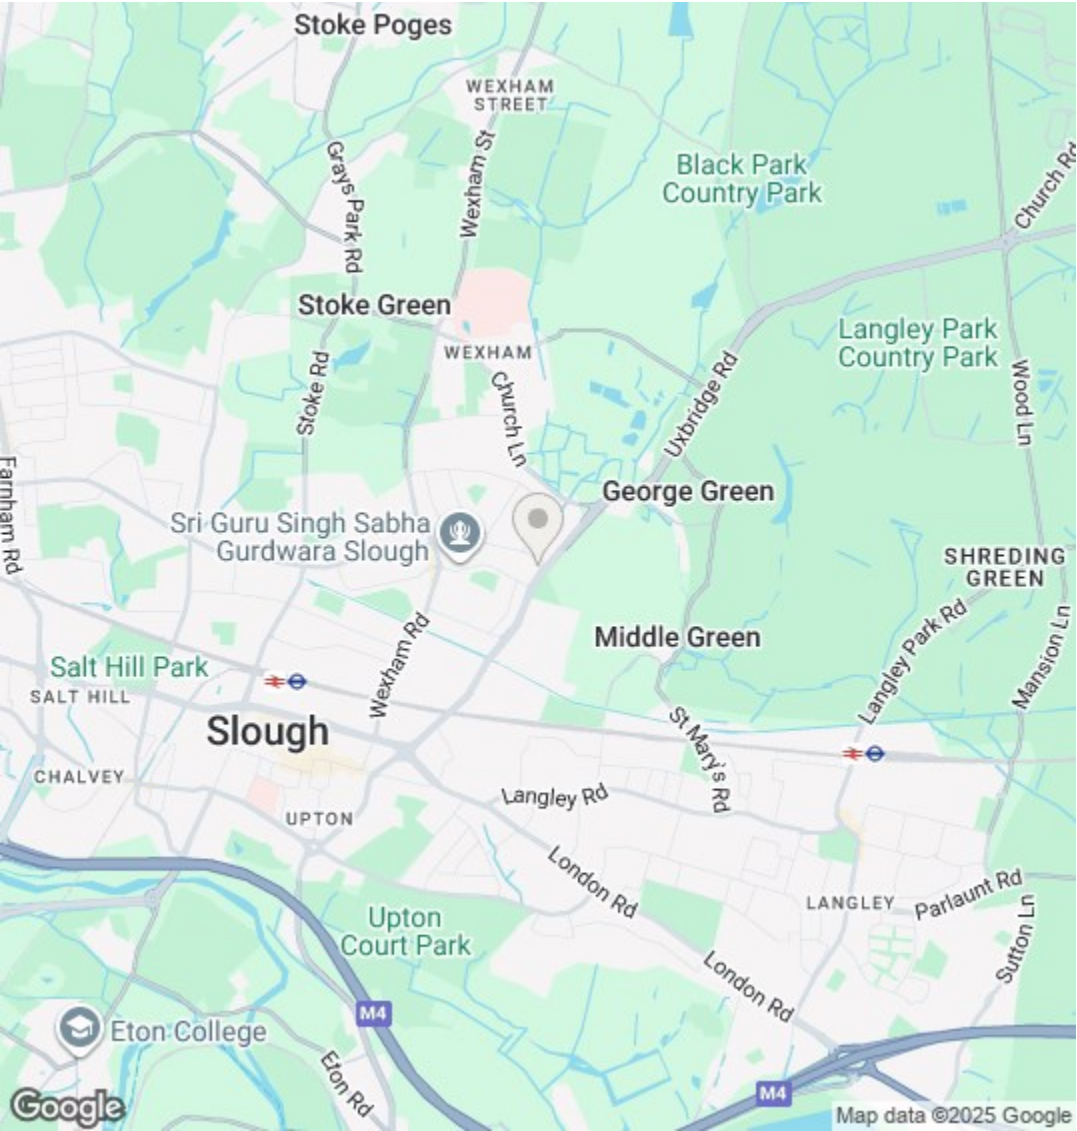 Stoke Poges
WEXHAM
STREET
Wexham St
Grays Park Rd
Black Park
Country Park
Church Rd
Stoke Green
WEXHAM
Langley Park
Country Park
Stoke Rd
Church Ln
Uxbridge Rd
Wood Ln
Farnham Rd
George Green
Sri Guru Singh Sabha
Gurdwara Slough
SHREDING
GREEN
Middle Green
Wexham Rd
Langley Park Rd
Mansion Ln
Salt Hill Park
SALT HILL
Slough
St Mary's Rd
CHALVEY
Langley Rd
UPTON
London Rd
LANGLEY
Parlaunt Rd
Upton
Court Park
Sutton Ln
London Rd
M4
Eton College
Eton Rd
M4
Google
Map data ©2025 Google